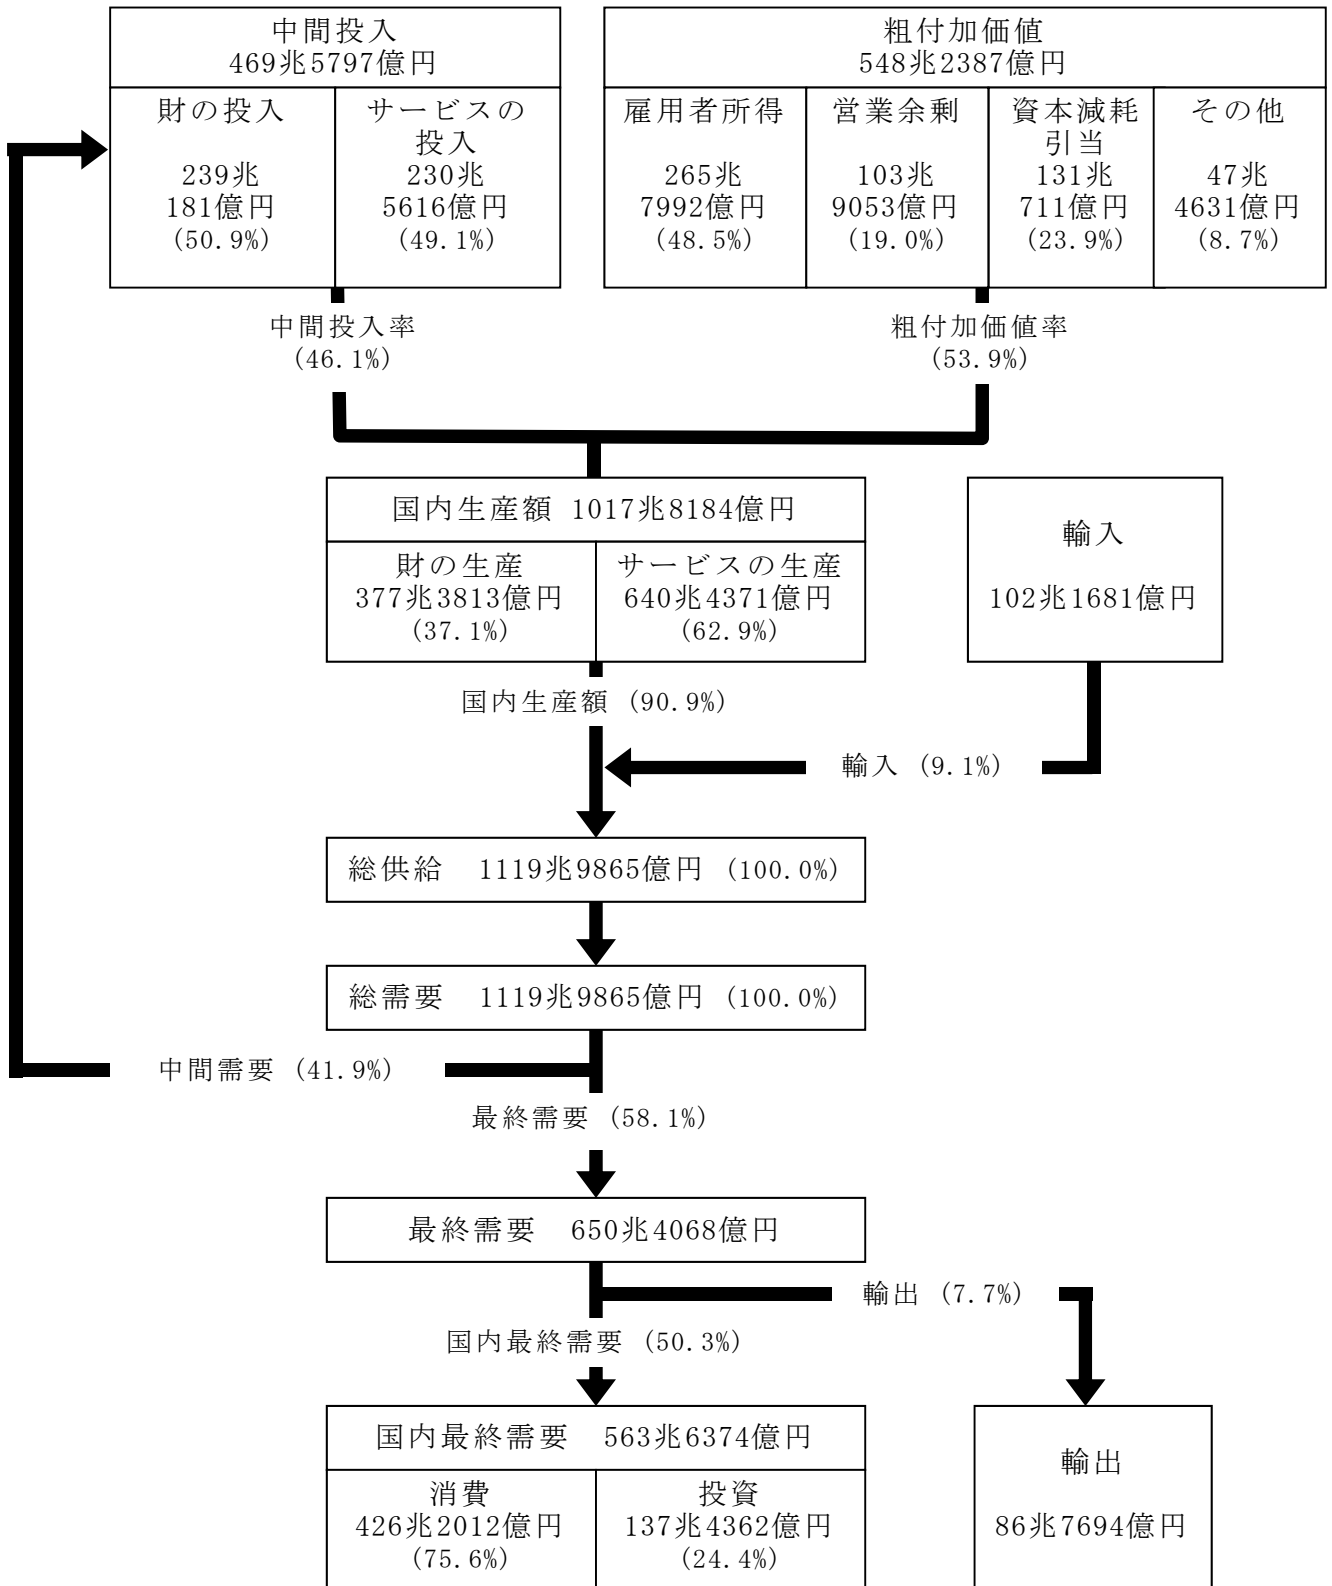 中間投入
469兆5797億円
財の投入
239兆
181億円
(50.9%)
サービスの
投入
230兆
5616億円
(49.1%)
粗付加価値
548兆2387億円
雇用者所得
265兆
7992億円
(48.5%)
営業余剰
103兆
9053億円
(19.0%)
資本減耗
引当
131兆
711億円
(23.9%)
その他
47兆
4631億円
(8.7%)
中間投入率
(46.1%)
粗付加価値率
(53.9%)
国内生産額 1017兆8184億円
財の生産
377兆3813億円
(37.1%)
サービスの生産
640兆4371億円
(62.9%)
輸入
102兆1681億円
国内生産額 (90.9%)
輸入 (9.1%)
総供給　1119兆9865億円 (100.0%)
総需要　1119兆9865億円 (100.0%)
中間需要 (41.9%)
最終需要 (58.1%)
最終需要　650兆4068億円
輸出 (7.7%)
国内最終需要 (50.3%)
国内最終需要　563兆6374億円
消費
426兆2012億円
(75.6%)
投資
137兆4362億円
(24.4%)
輸出
86兆7694億円